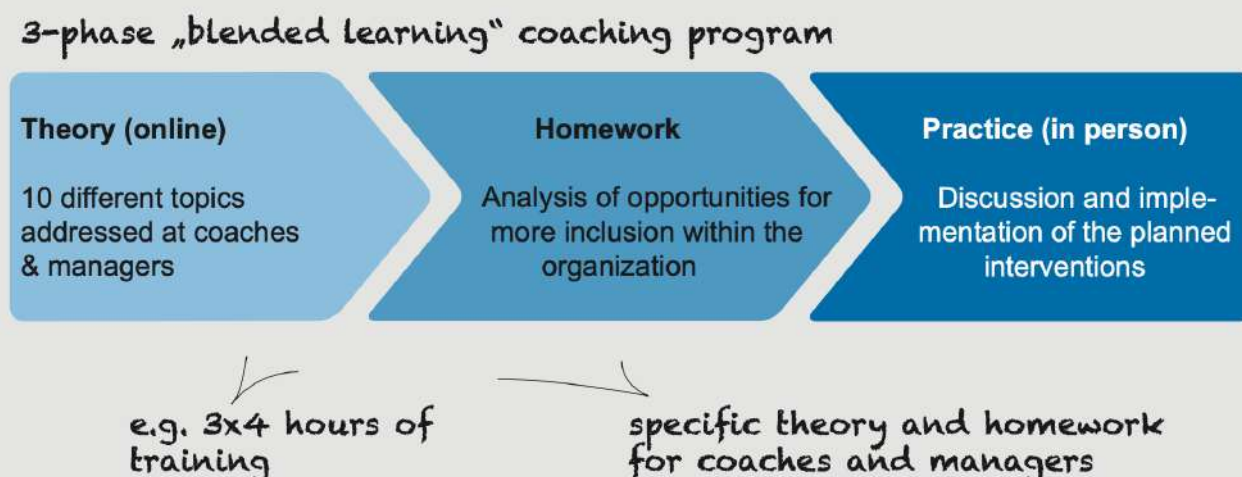 3-phase „blended learning“ coaching program
Theory (online)
10 different topics
addressed at coaches
& managers
Homework
Analysis of opportunities for
more inclusion within the
organization
Practice (in person)
Discussion and imple-
mentation of the planned
interventions
e.g. 3x4 hours of
training
specific theory and homework
for coaches and managers